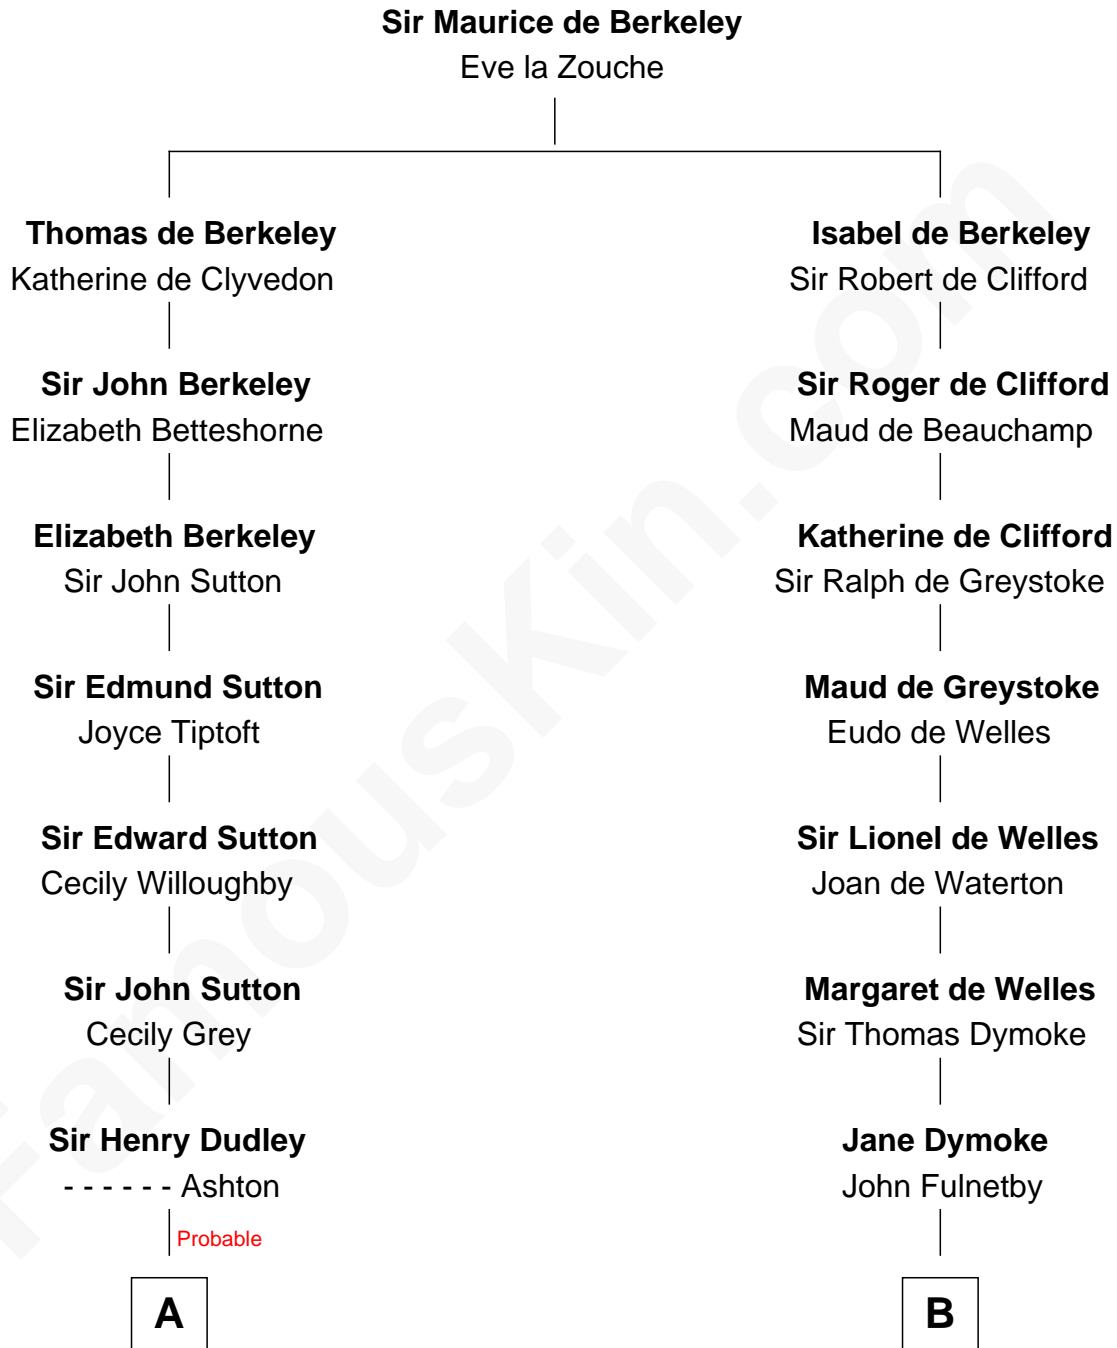 Sir Maurice de Berkeley
Eve la Zouche
Thomas de Berkeley
Katherine de Clyvedon
Isabel de Berkeley
Sir Robert de Clifford
Sir John Berkeley
Elizabeth Betteshorne
Sir Roger de Clifford
Maud de Beauchamp
Elizabeth Berkeley
Sir John Sutton
Katherine de Clifford
Sir Ralph de Greystoke
Sir Edmund Sutton
Joyce Tiptoft
Maud de Greystoke
Eudo de Welles
Sir Edward Sutton
Cecily Willoughby
Sir Lionel de Welles
Joan de Waterton
Sir John Sutton
Cecily Grey
Margaret de Welles
Sir Thomas Dymoke
Sir Henry Dudley
- - - - - - Ashton
Probable
Jane Dymoke
John Fulnetby
A
B
FamousKin.com